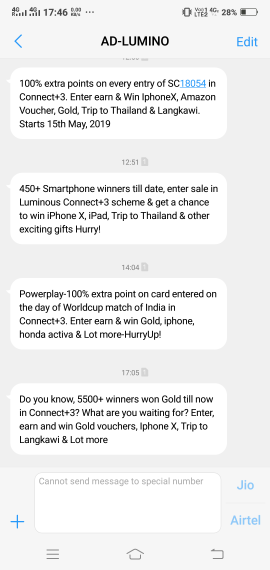 4G 4G 17:46 0.00 KB/s ... VoLTE2 4G 28%
AD-LUMINO
Edit
100% extra points on every entry of SC18054 in
Connect+3. Enter earn & Win IphoneX, Amazon
Voucher, Gold, Trip to Thailand & Langkawi.
Starts 15th May, 2019
12:51
450+ Smartphone winners till date, enter sale in
Luminous Connect+3 scheme & get a chance
to win iPhone X, iPad, Trip to Thailand & other
exciting gifts Hurry!
14:04
Powerplay-100% extra point on card entered on
the day of Worldcup match of India in
Connect+3. Enter earn & win Gold, iphone,
honda activa & Lot more-HurryUp!
17:05
Do you know, 5500+ winners won Gold till now
in Connect+3? What are you waiting for? Enter,
earn and win Gold vouchers, Iphone X, Trip to
Langkawi & Lot more
Cannot send message to special number
Jio
Airtel